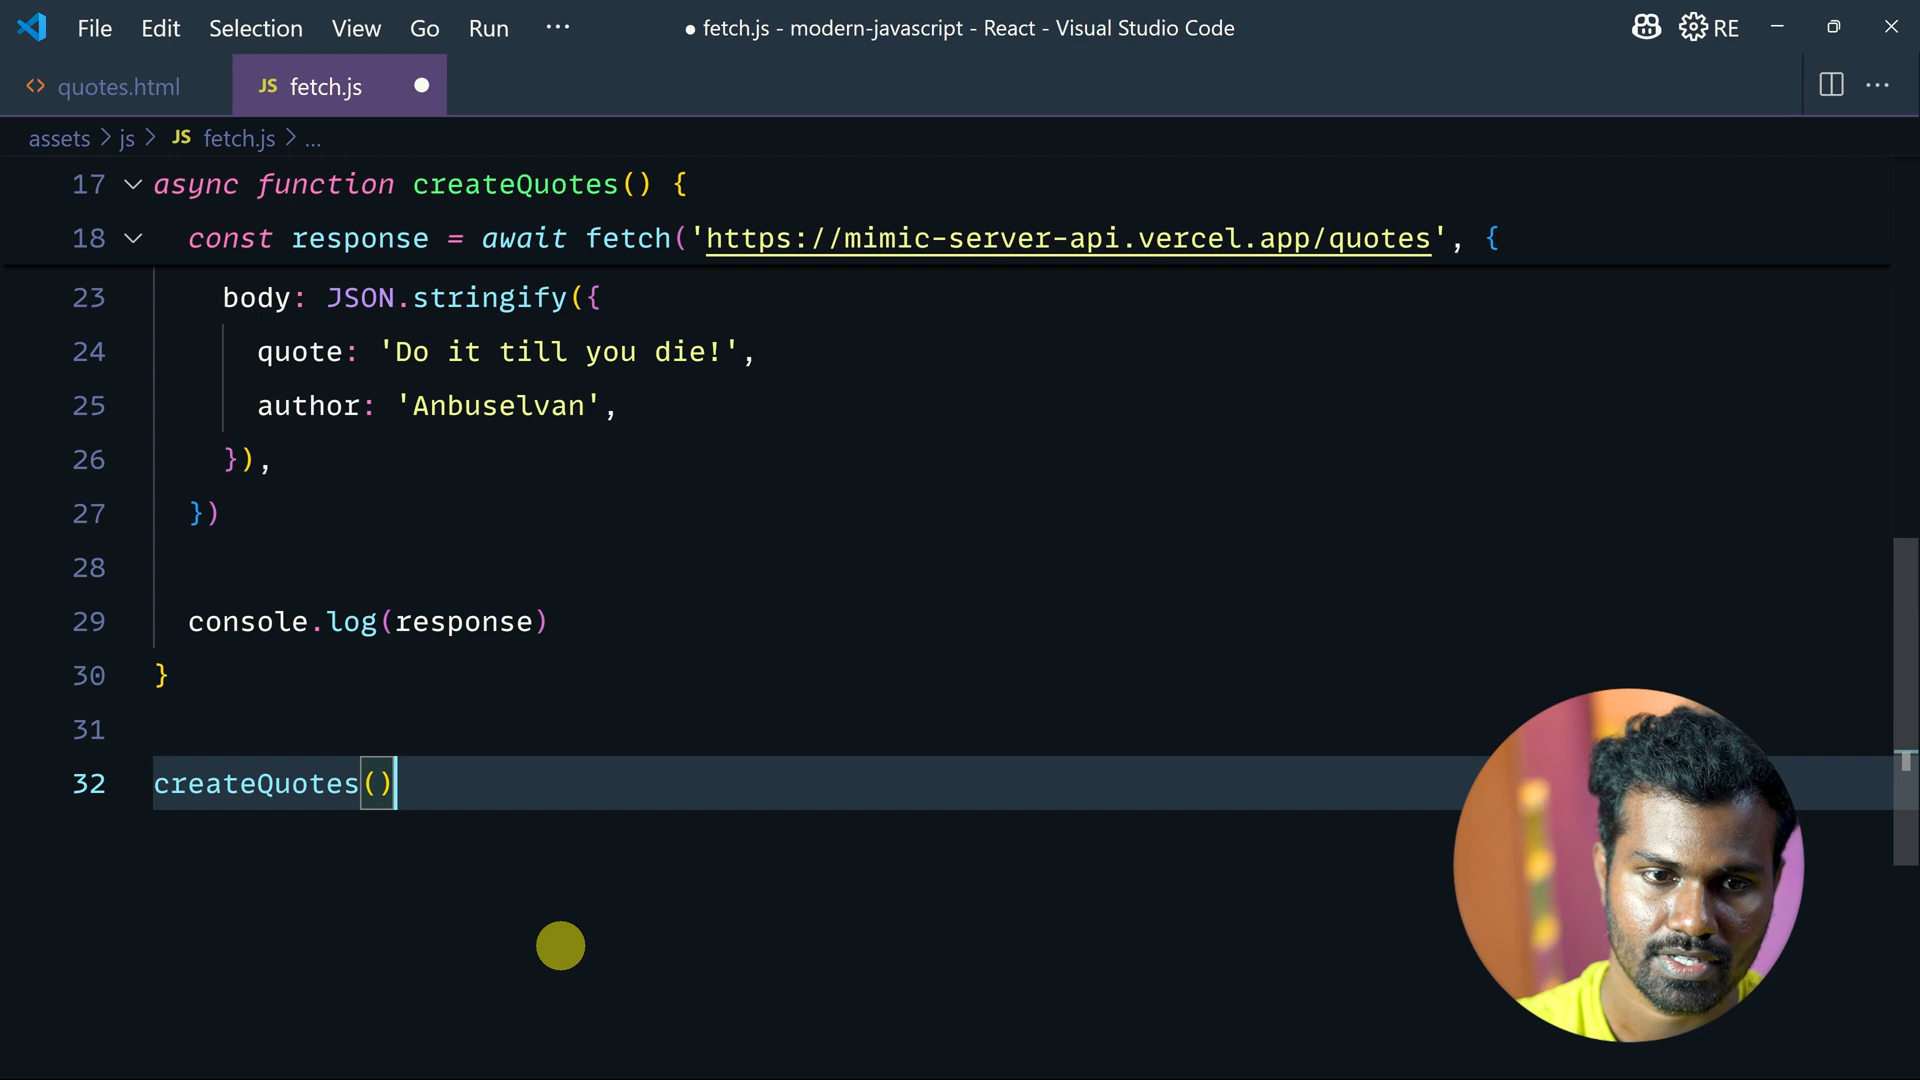 File Edit Selection View Go Run ··· ● fetch.js - modern-javascript - React - Visual Studio Code RE
<> quotes.html JS fetch.js ● ···
assets > js > JS fetch.js > ...
17 async function createQuotes() {
18 const response = await fetch('https://mimic-server-api.vercel.app/quotes', {
23 body: JSON.stringify({
24 quote: 'Do it till you die!',
25 author: 'Anbuselvan',
26 }),
27 })
28
29 console.log(response)
30 }
31
32 createQuotes()